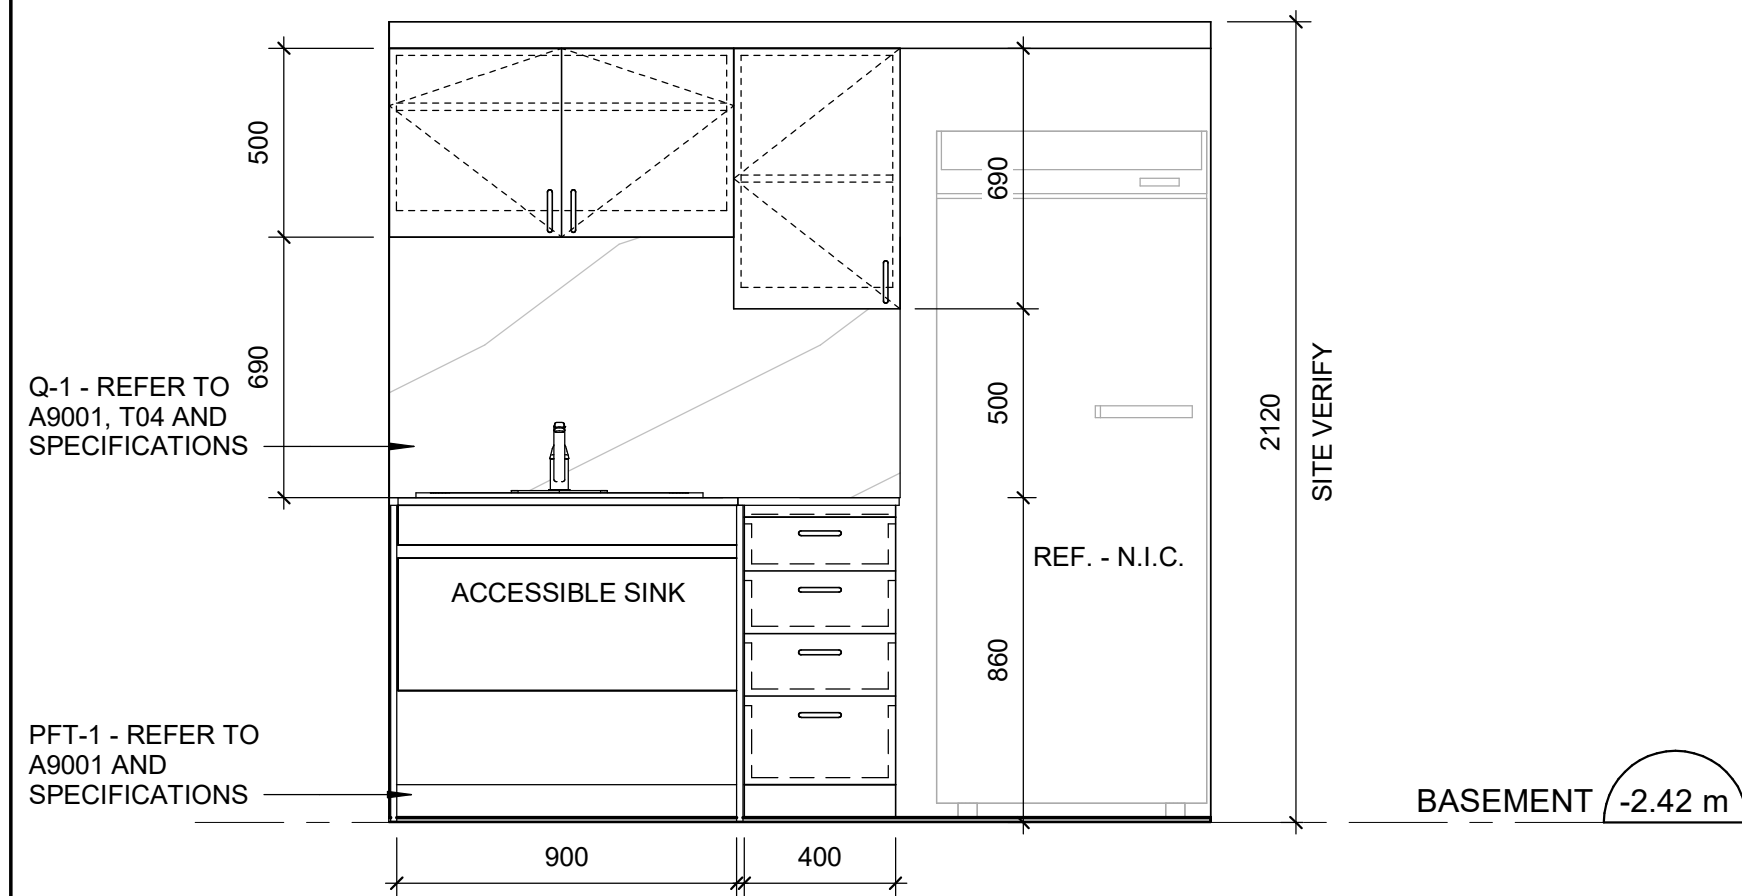 500
690
690
500
860
2120
SITE VERIFY
Q-1 - REFER TO
A9001, T04 AND
SPECIFICATIONS
REF. - N.I.C.
ACCESSIBLE SINK
PFT-1 - REFER TO
A9001 AND
SPECIFICATIONS
BASEMENT -2.42 m
900 400